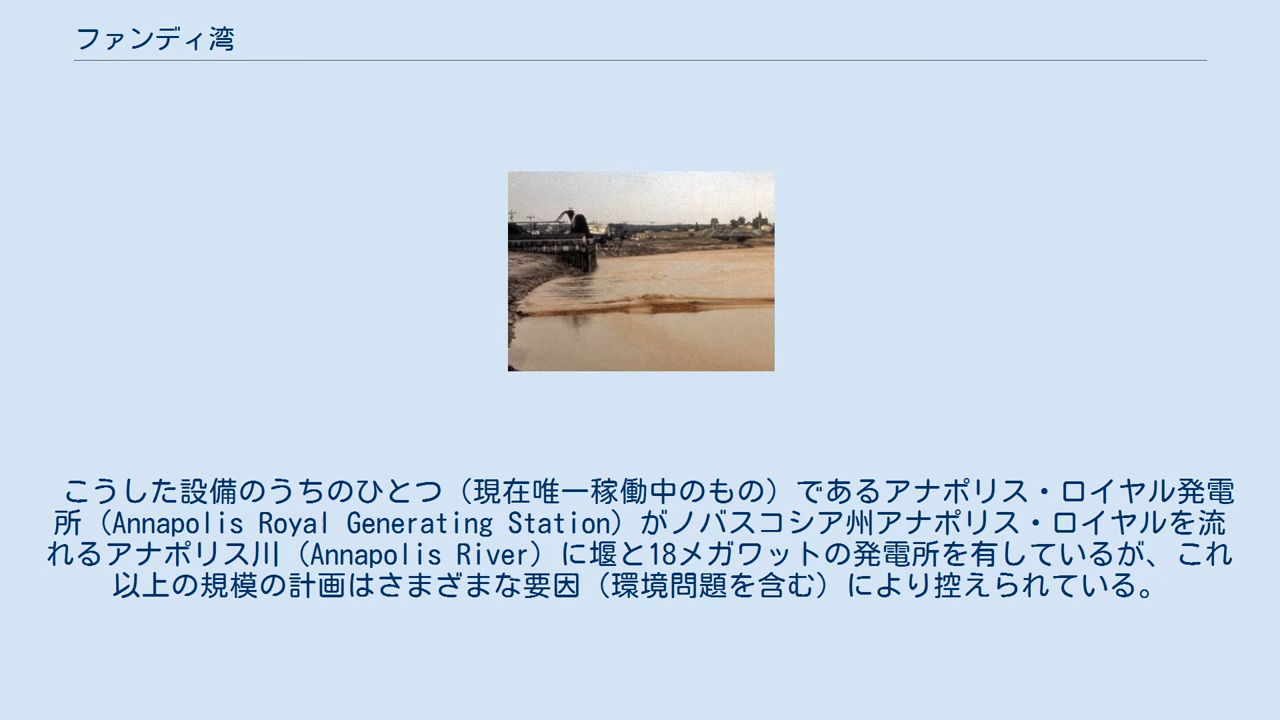 ファンディ湾
こうした設備のうちのひとつ（現在唯一稼働中のもの）であるアナポリス・ロイヤル発電
所（Annapolis Royal Generating Station）がノバスコシア州アナポリス・ロイヤルを流
れるアナポリス川（Annapolis River）に堰と18メガワットの発電所を有しているが、これ
以上の規模の計画はさまざまな要因（環境問題を含む）により控えられている。